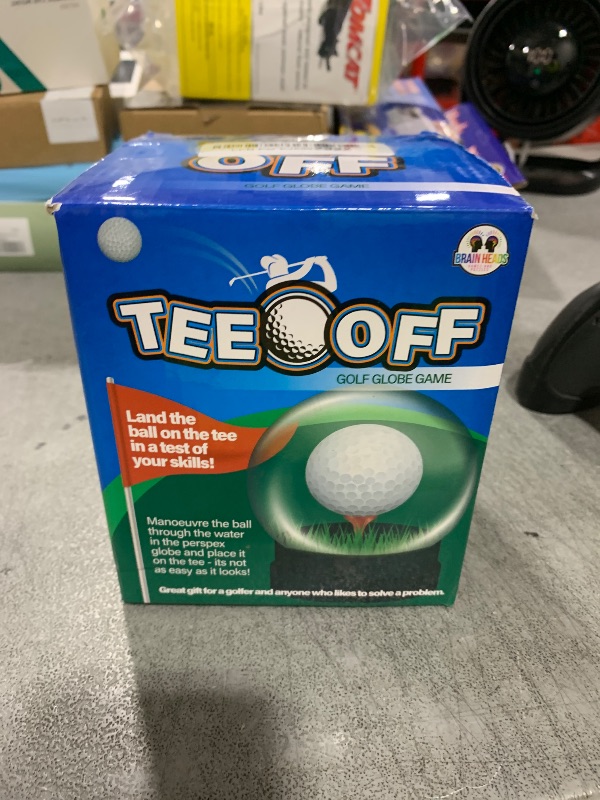 TOMCAT
OFF
GOLF GLOBE GAME
BRAIN HEADS
TEE OFF
GOLF GLOBE GAME
Land the
ball on the tee
in a test of
your skills!
Manoeuvre the ball
through the water
in the perspex
globe and place it
on the tee - its not
as easy as it looks!
Great gift for a golfer and anyone who likes to solve a problem.